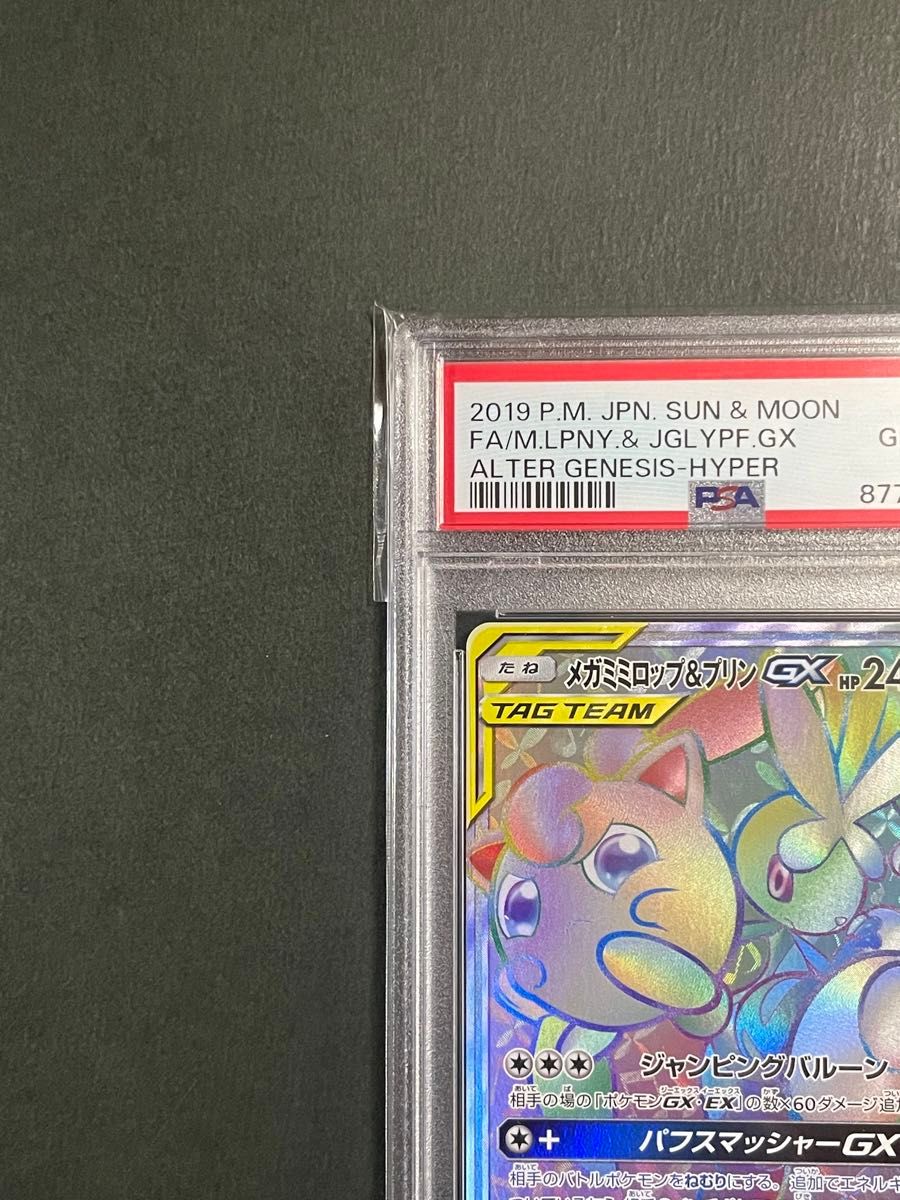 2019 P.M. JPN. SUN & MOON
FA/M.LPNY.& JGLYPF.GX
ALTER GENESIS-HYPER
PSA
たね メガミミロップ&プリンGX HP
TAG TEAM
ジャンピングバルーン
相手の場の「ポケモンGX・EX」の数×60ダメージ追加
+ パフスマッシャーGX
相手のバトルポケモンをねむりにする。追加でエネルギ